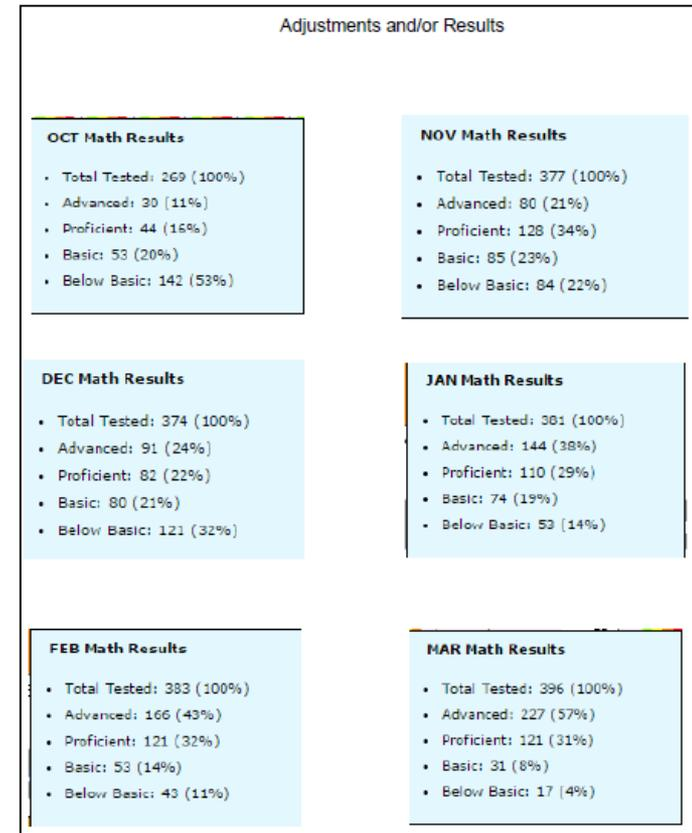 Adjustments and/or Results
OCT Math Results
• Total Tested: 269 (100%)
• Advanced: 30 (11%)
• Proficient: 44 (16%)
• Basic: 53 (20%)
• Below Basic: 142 (53%)
NOV Math Results
• Total Tested: 377 (100%)
• Advanced: 80 (21%)
• Proficient: 128 (34%)
• Basic: 85 (23%)
• Below Basic: 84 (22%)
DEC Math Results
• Total Tested: 374 (100%)
• Advanced: 91 (24%)
• Proficient: 82 (22%)
• Basic: 80 (21%)
• Below Basic: 121 (32%)
JAN Math Results
• Total Tested: 381 (100%)
• Advanced: 144 (38%)
• Proficient: 110 (29%)
• Basic: 74 (19%)
• Below Basic: 53 (14%)
FEB Math Results
• Total Tested: 383 (100%)
• Advanced: 166 (43%)
• Proficient: 121 (32%)
• Basic: 53 (14%)
• Below Basic: 43 (11%)
MAR Math Results
• Total Tested: 396 (100%)
• Advanced: 227 (57%)
• Proficient: 121 (31%)
• Basic: 31 (8%)
• Below Basic: 17 (4%)